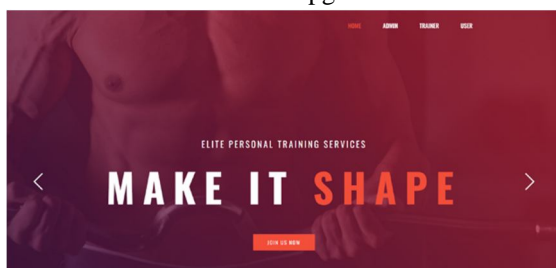 HOME ADMIN TRAINER USER
ELITE PERSONAL TRAINING SERVICES
MAKE IT SHAPE
JOIN US NOW